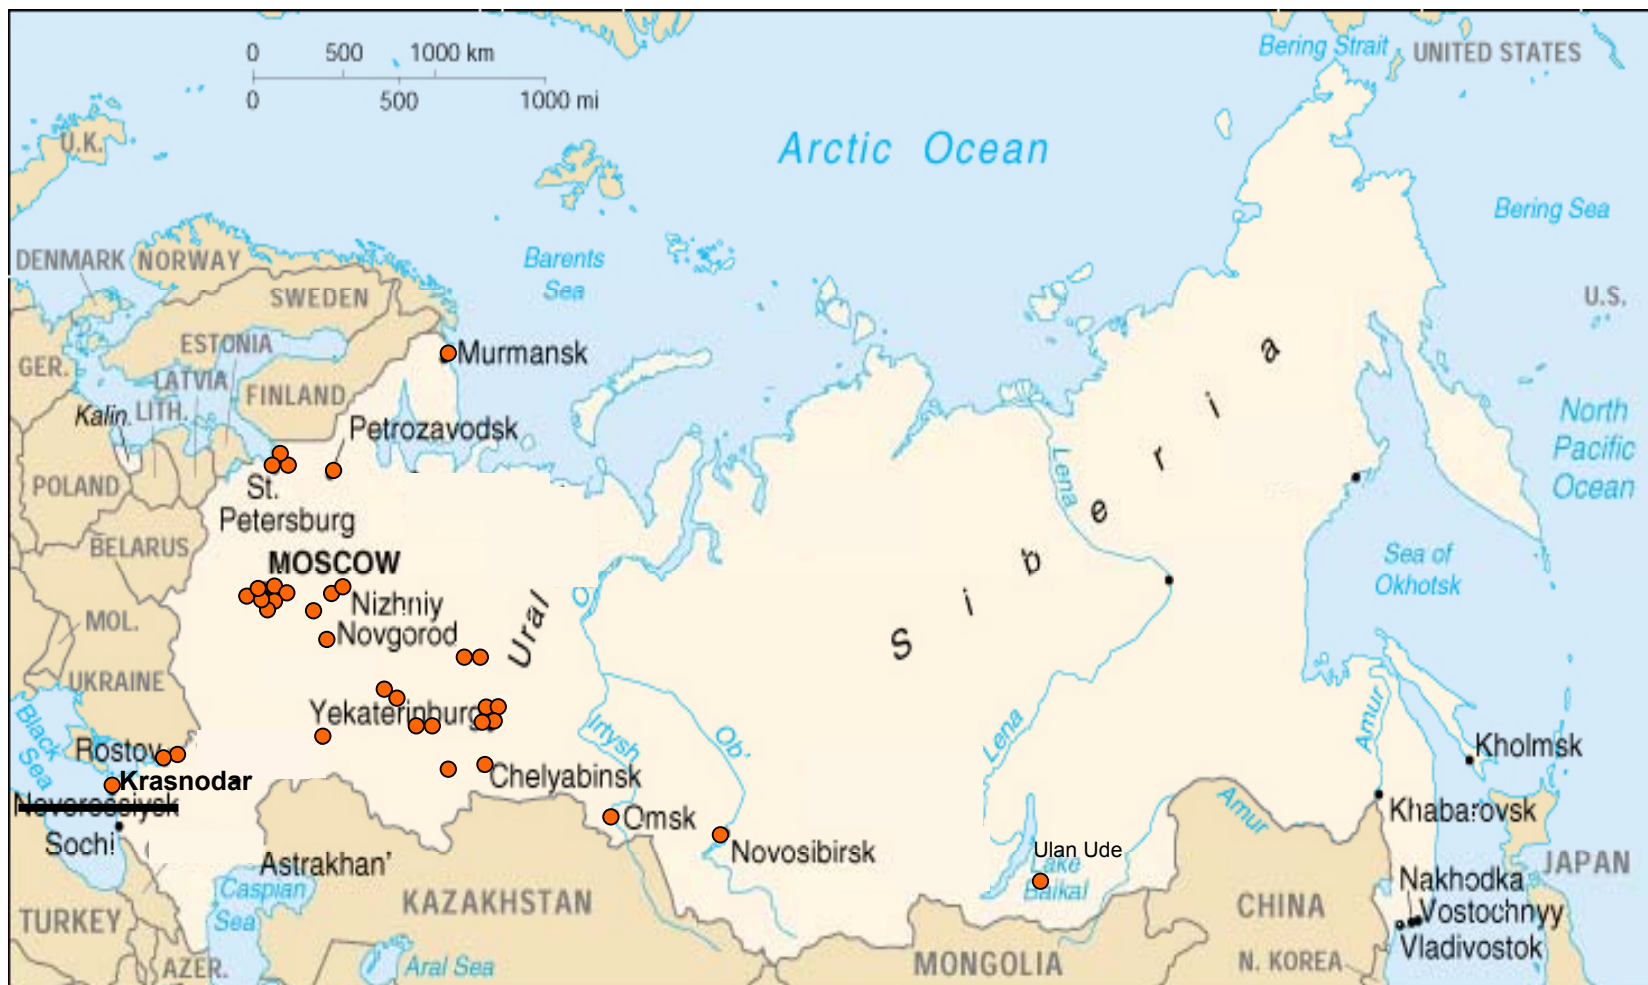 0 500 1000 km
0 500 1000 mi
Bering Strait
UNITED STATES
U.K.
Arctic Ocean
Bering Sea
DENMARK
NORWAY
Barents
Sea
SWEDEN
U.S.
ESTONIA
GER.
Murmansk
LATVIA
FINLAND
Kalin.
LITH.
Petrozavodsk
North
Pacific
Ocean
POLAND
St.
Petersburg
Lena
Siberia
BELARUS
MOSCOW
Sea of
Okhotsk
Nizhniy
Novgorod
MOL.
Ural
UKRAINE
Yekaterinburg
Black
Sea
Irtysh
Ob'
Lena
Amur
Rostov
Kholmsk
Krasnodar
Chelyabinsk
Novorossiysk
Omsk
Amur
Khabarovsk
Sochi
Novosibirsk
Ulan Ude
Astrakhan'
Lake
Baikal
JAPAN
Caspian
Sea
KAZAKHSTAN
Nakhodka
CHINA
Vostochnyy
TURKEY
Vladivostok
AZER.
Aral Sea
MONGOLIA
N. KOREA